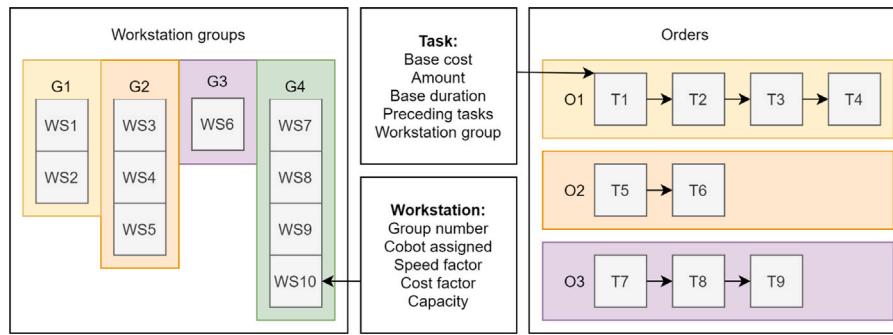 Workstation groups
G1
G2
G3
G4
WS1
WS2
WS3
WS4
WS5
WS6
WS7
WS8
WS9
WS10
Task:
Base cost
Amount
Base duration
Preceding tasks
Workstation group
Workstation:
Group number
Cobot assigned
Speed factor
Cost factor
Capacity
Orders
O1 T1 T2 T3 T4
O2 T5 T6
O3 T7 T8 T9